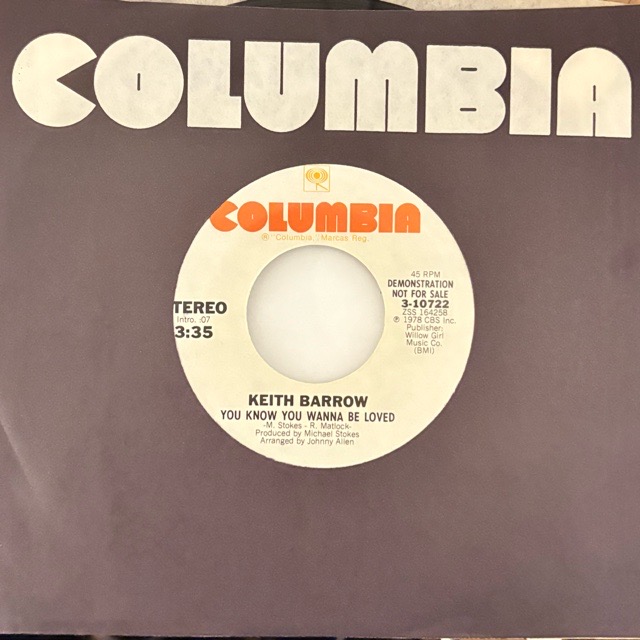 COLUMBIA
COLUMBIA
® "Columbia," Marcas Reg.
45 RPM
DEMONSTRATION
NOT FOR SALE
3-10722
ZSS 164258
℗ 1978 CBS Inc.
Publisher:
Willow Girl
Music Co.
(BMI)
TEREO
Intro. :07
3:35
KEITH BARROW
YOU KNOW YOU WANNA BE LOVED
-M. Stokes - R. Matlock-
Produced by Michael Stokes
Arranged by Johnny Allen